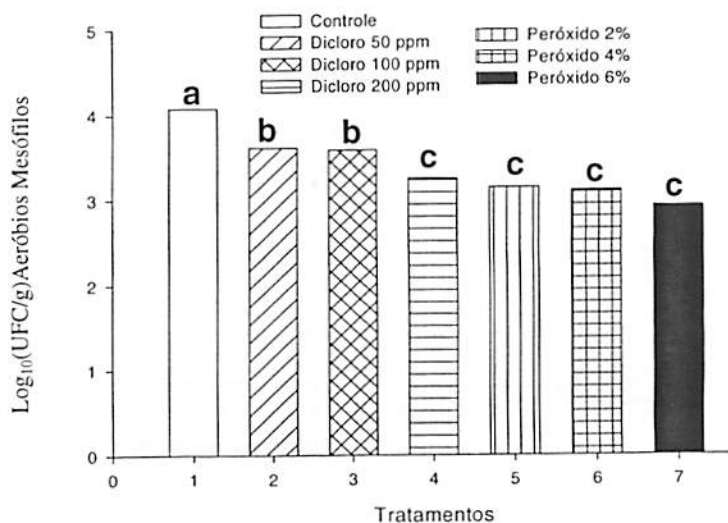 Controle
Dicloro 50 ppm
Dicloro 100 ppm
Dicloro 200 ppm
Peróxido 2%
Peróxido 4%
Peróxido 6%
Log₁₀(UFC/g)Aeróbios Mesófilos
5
4
3
2
1
0
a
b
b
c
c
c
c
0 1 2 3 4 5 6 7
Tratamentos